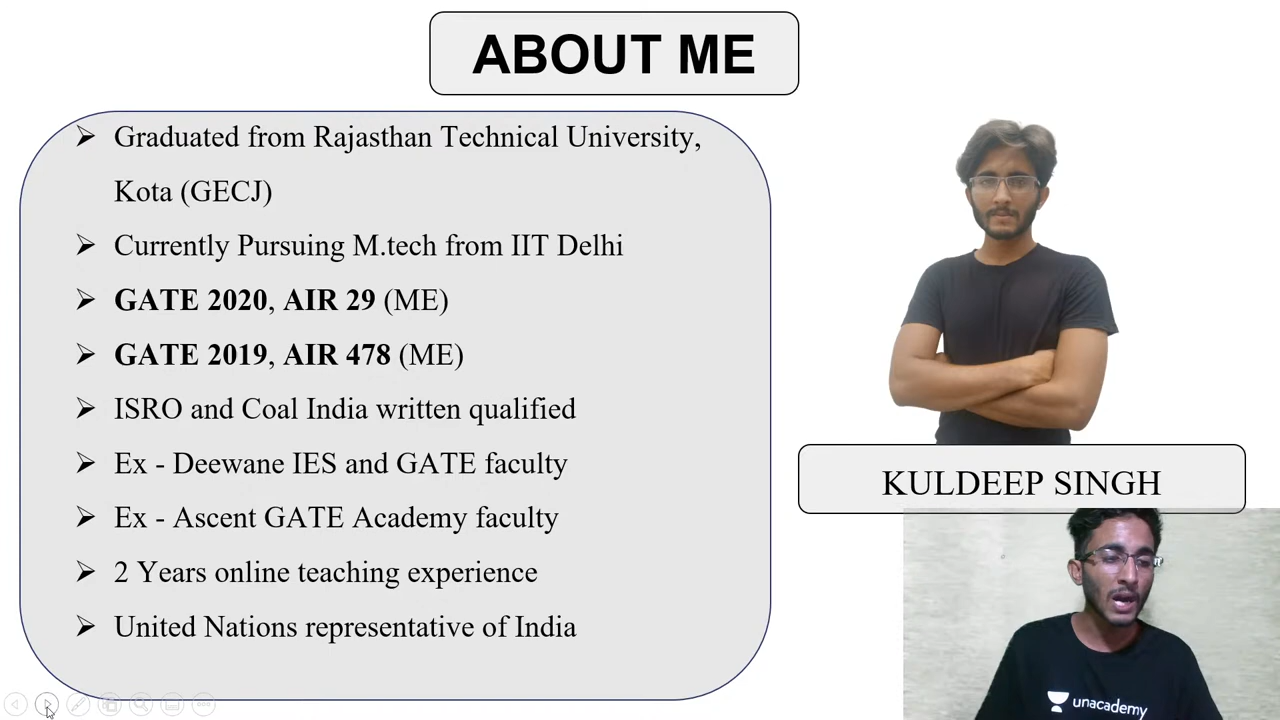 ABOUT ME
➢ Graduated from Rajasthan Technical University,
Kota (GECJ)
➢ Currently Pursuing M.tech from IIT Delhi
➢ GATE 2020, AIR 29 (ME)
➢ GATE 2019, AIR 478 (ME)
➢ ISRO and Coal India written qualified
➢ Ex - Deewane IES and GATE faculty
➢ Ex - Ascent GATE Academy faculty
➢ 2 Years online teaching experience
➢ United Nations representative of India
KULDEEP SINGH
unacademy